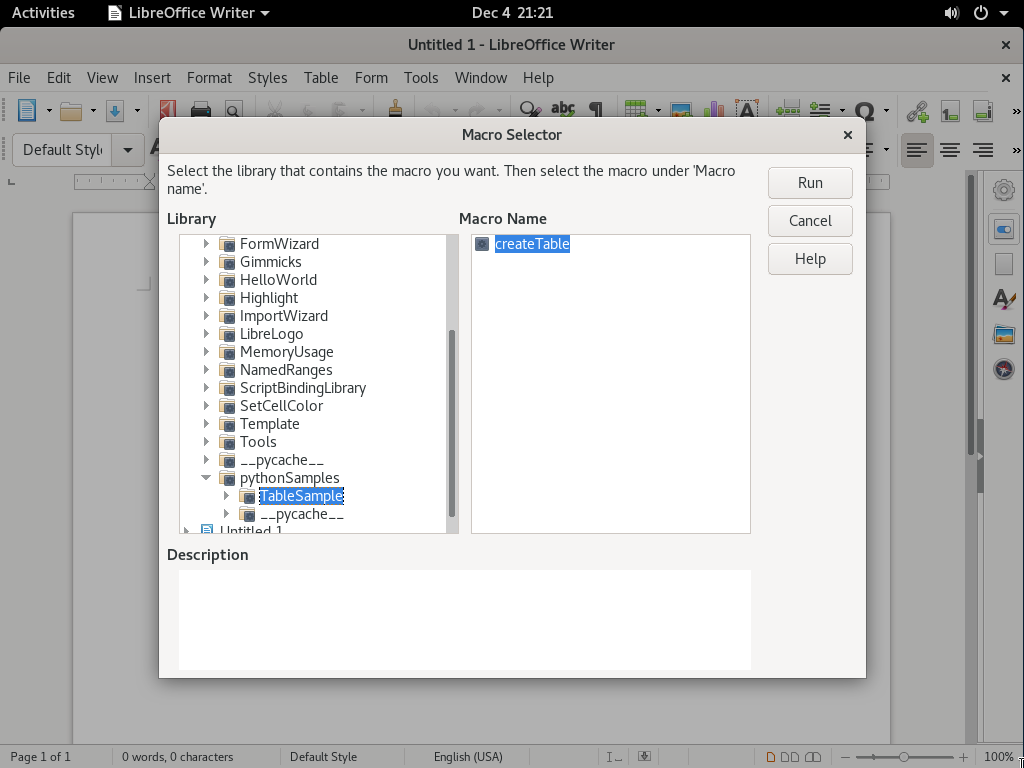 Activities LibreOffice Writer Dec 4 21:21
Untitled 1 - LibreOffice Writer
File Edit View Insert Format Styles Table Form Tools Window Help
Default Style
Macro Selector
Select the library that contains the macro you want. Then select the macro under 'Macro
name'.
Run
Cancel
Help
Library
FormWizard
Gimmicks
HelloWorld
Highlight
ImportWizard
LibreLogo
MemoryUsage
NamedRanges
ScriptBindingLibrary
SetCellColor
Template
Tools
__pycache__
pythonSamples
TableSample
__pycache__
Untitled 1
Macro Name
createTable
Description
Page 1 of 1 0 words, 0 characters Default Style English (USA) 100%